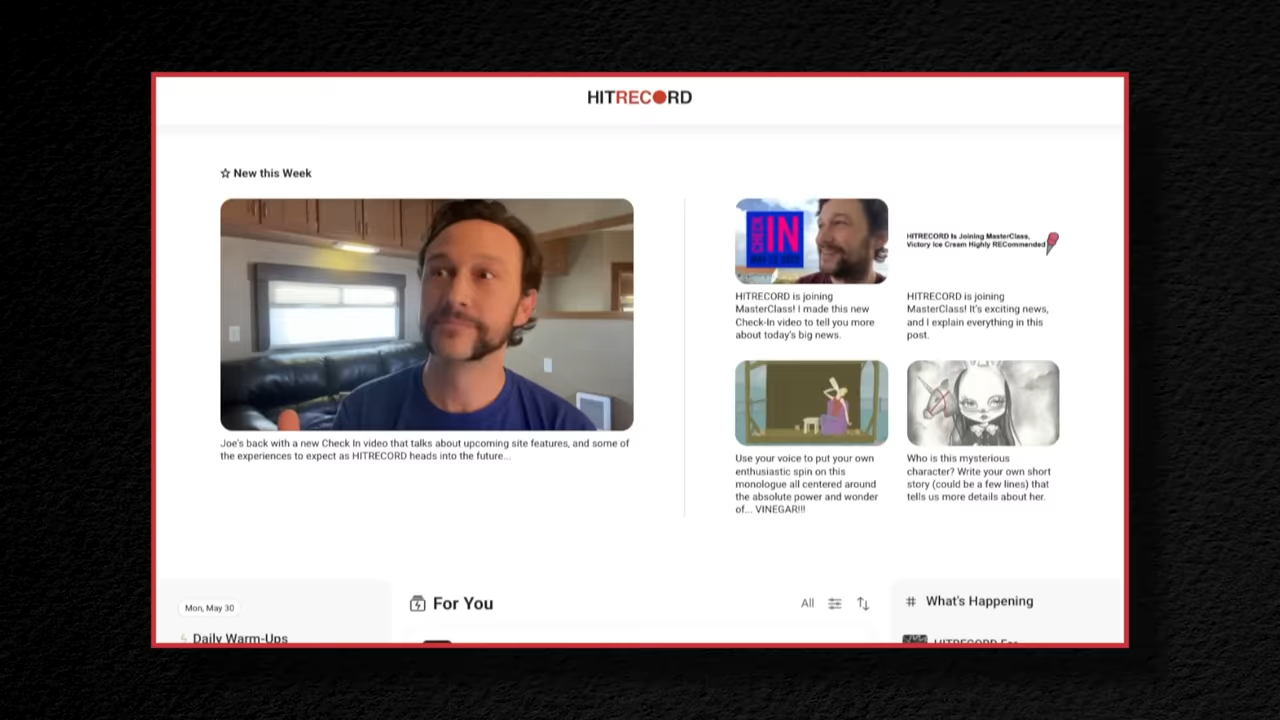 HITRECORD
☆ New this Week
CHECK IN
MAY 13 2022
HITRECORD Is Joining MasterClass,
Victory Ice Cream Highly RECommended
Joe's back with a new Check In video that talks about upcoming site features, and some of
the experiences to expect as HITRECORD heads into the future...
HITRECORD is joining
MasterClass! I made this new
Check-In video to tell you more
about today's big news.
HITRECORD is joining
MasterClass! It's exciting news,
and I explain everything in this
post.
Use your voice to put your own
enthusiastic spin on this
monologue all centered around
the absolute power and wonder
of... VINEGAR!!!
Who is this mysterious
character? Write your own short
story (could be a few lines) that
tells us more details about her.
Mon, May 30
Daily Warm-Ups
For You
All
# What's Happening
HITRECORD For